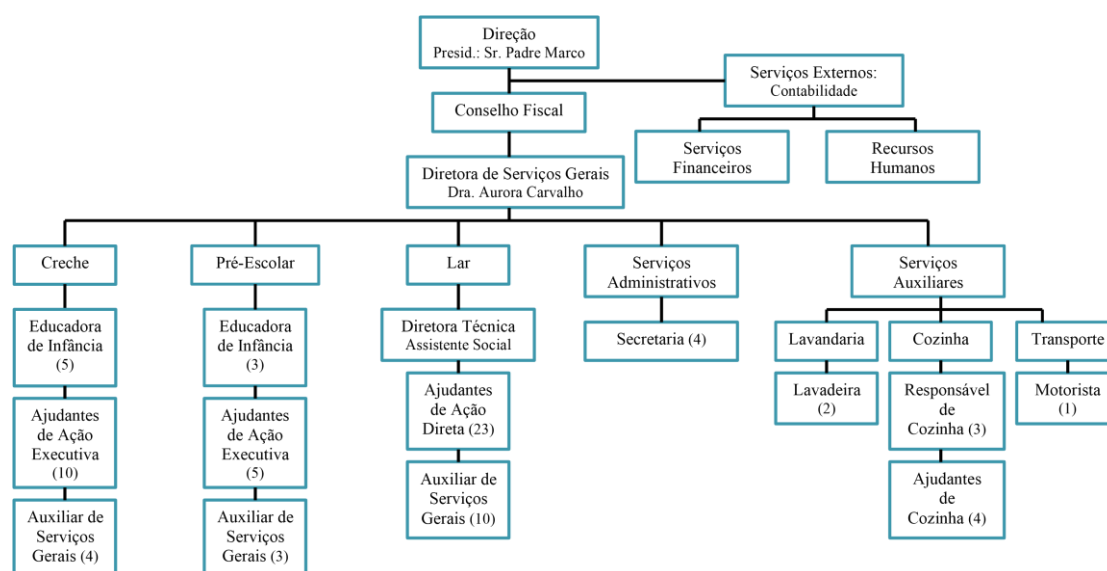 Direção
Presid.: Sr. Padre Marco
Serviços Externos:
Contabilidade
Conselho Fiscal
Serviços
Financeiros
Recursos
Humanos
Diretora de Serviços Gerais
Dra. Aurora Carvalho
Creche
Pré-Escolar
Lar
Serviços
Administrativos
Serviços
Auxiliares
Educadora
de Infância
(5)
Educadora
de Infância
(3)
Diretora Técnica
Assistente Social
Secretaria (4)
Lavandaria
Cozinha
Transporte
Ajudantes
de Ação
Executiva
(10)
Ajudantes
de Ação
Executiva
(5)
Ajudantes
de Ação
Direta (23)
Lavadeira
(2)
Responsável
de
Cozinha (3)
Motorista
(1)
Auxiliar de
Serviços
Gerais (4)
Auxiliar de
Serviços
Gerais (3)
Auxiliar de
Serviços
Gerais (10)
Ajudantes
de
Cozinha (4)